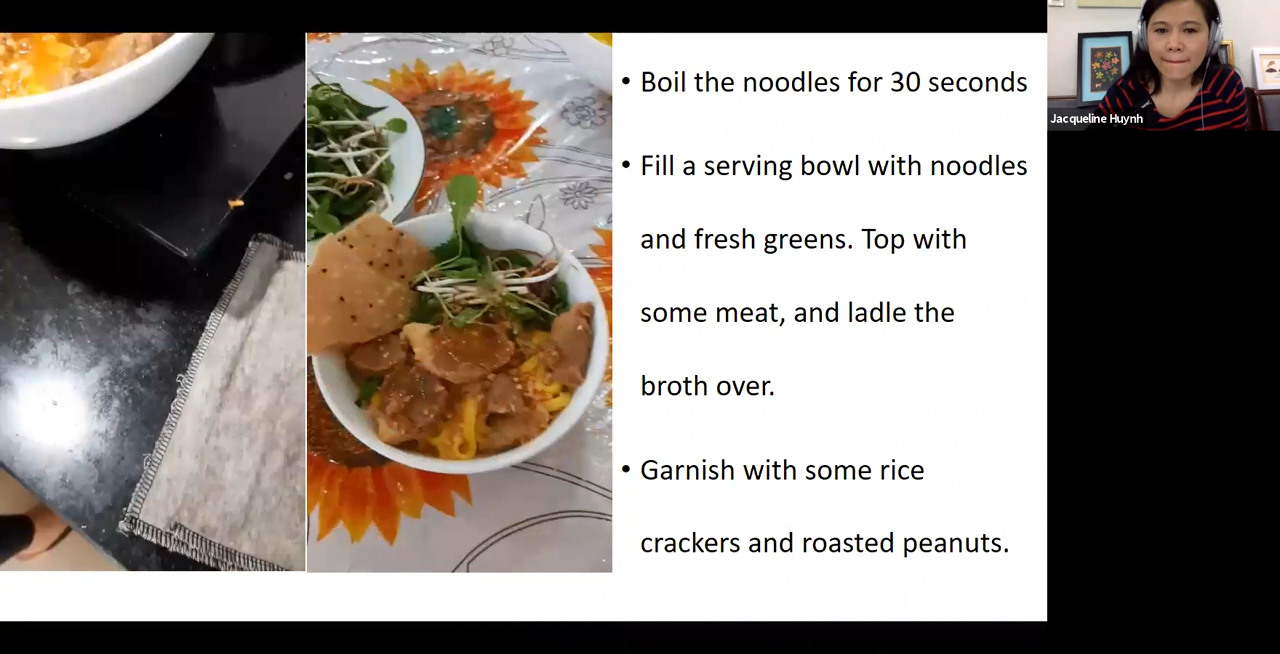 • Boil the noodles for 30 seconds
• Fill a serving bowl with noodles
and fresh greens. Top with
some meat, and ladle the
broth over.
• Garnish with some rice
crackers and roasted peanuts.
Jacqueline Huynh